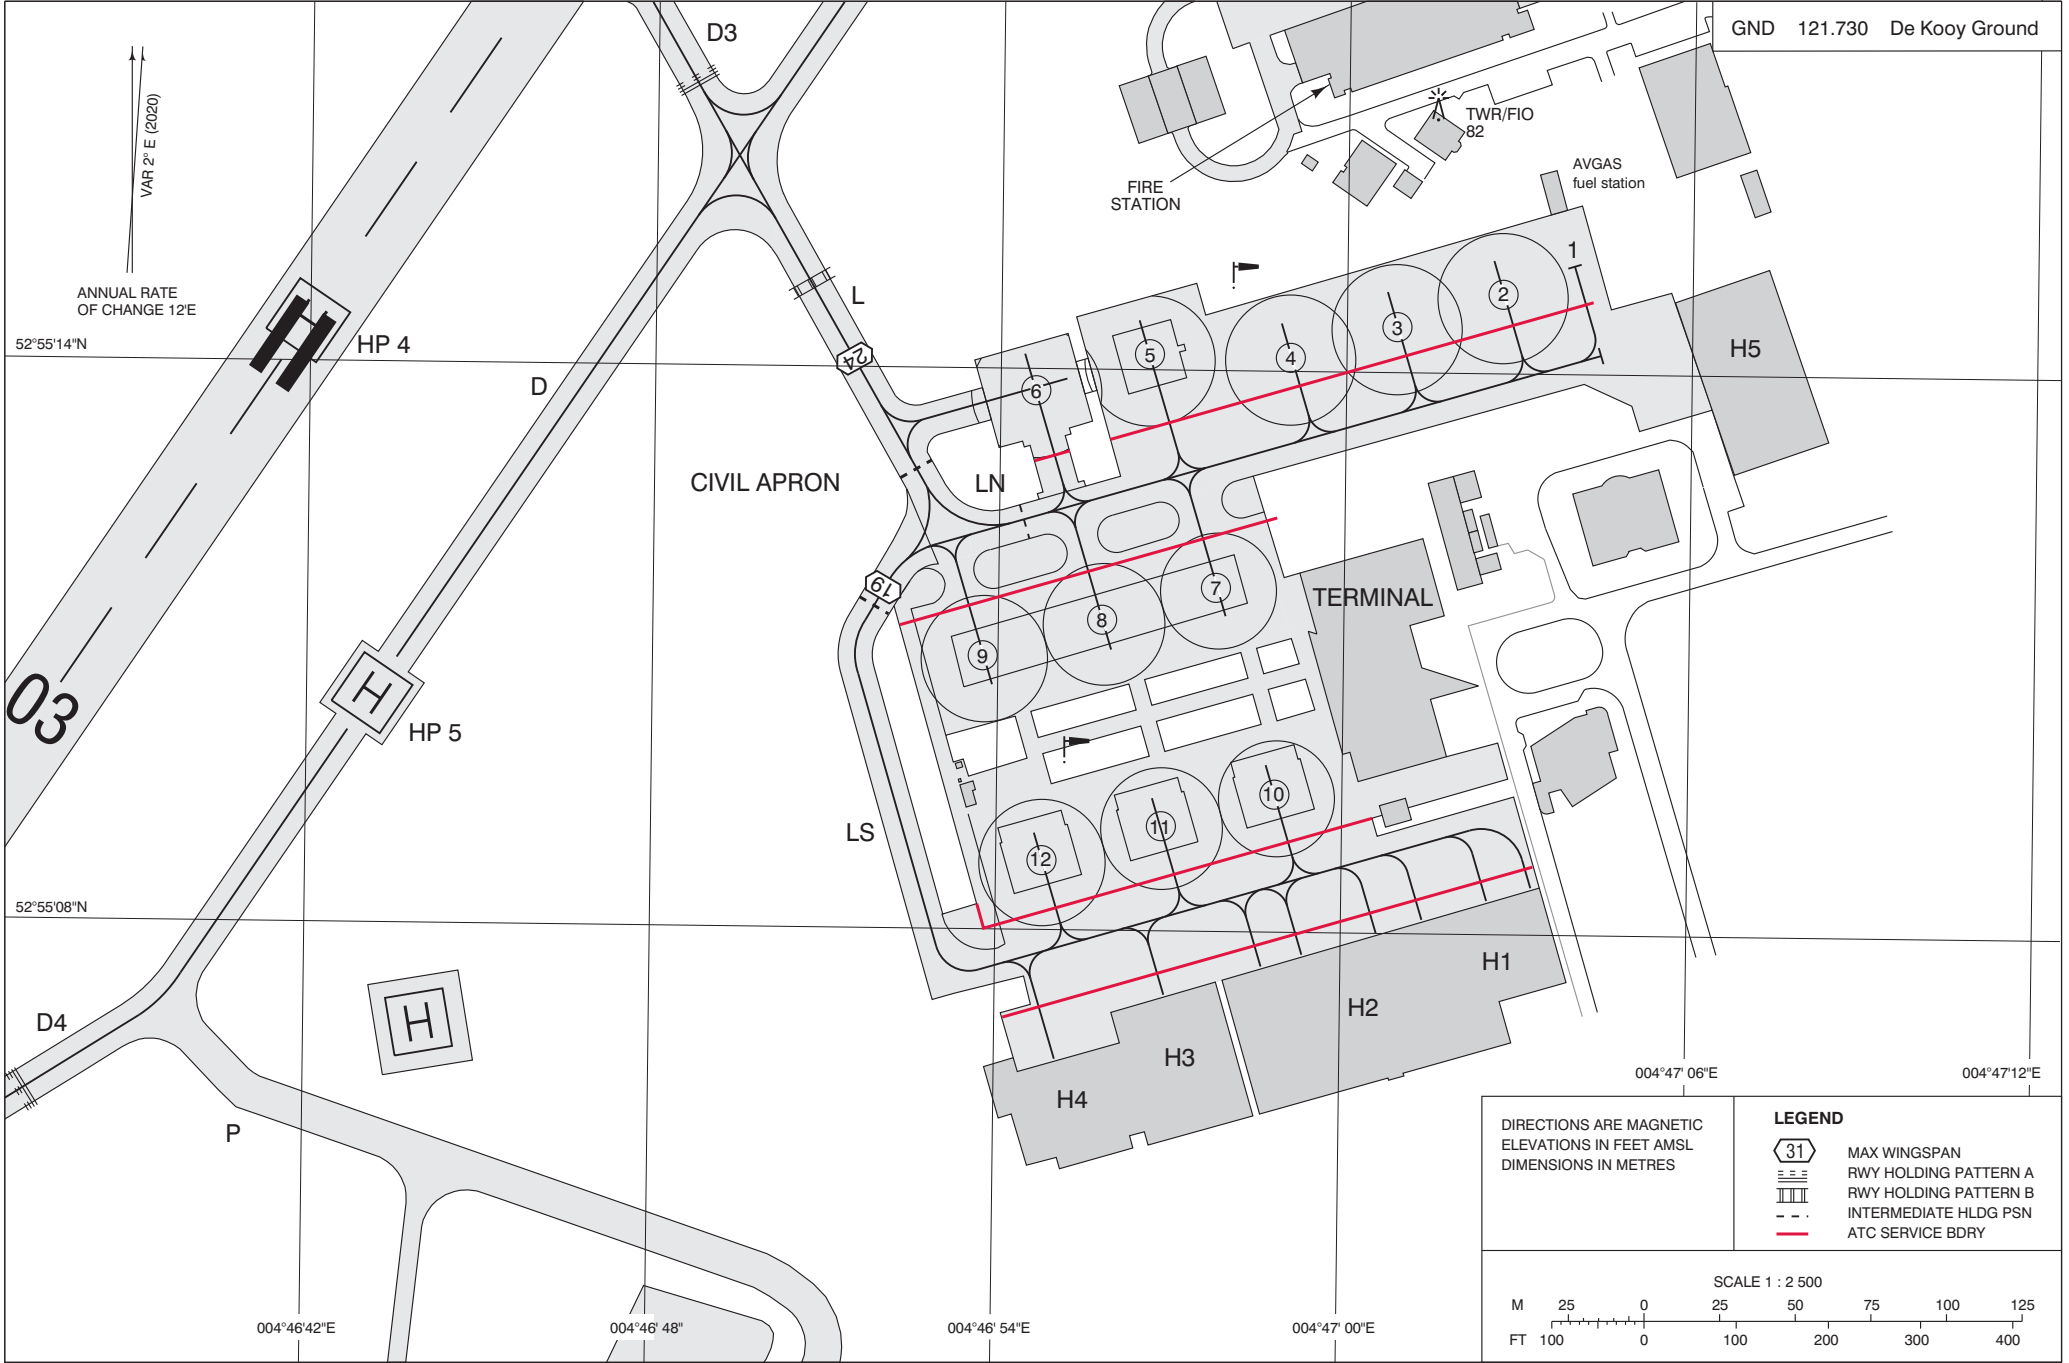 GND 121.730 De Kooy Ground
D3
VAR 2° E (2020)
TWR/FIO
82
AVGAS
fuel station
FIRE
STATION
1
ANNUAL RATE
OF CHANGE 12'E
2
L
3
52°55'14"N
HP 4
24
5
4
H5
D
6
CIVIL APRON
LN
19
7
TERMINAL
8
9
03
HP 5
10
LS
11
12
52°55'08"N
H1
H2
D4
H3
004°47' 06"E
004°47'12"E
H4
P
DIRECTIONS ARE MAGNETIC
ELEVATIONS IN FEET AMSL
DIMENSIONS IN METRES
LEGEND
31 MAX WINGSPAN
RWY HOLDING PATTERN A
RWY HOLDING PATTERN B
INTERMEDIATE HLDG PSN
ATC SERVICE BDRY
SCALE 1 : 2 500
M 25 0 25 50 75 100 125
FT 100 0 100 200 300 400
004°46'42"E
004°46' 48"
004°46' 54"E
004°47' 00"E
H
H
H